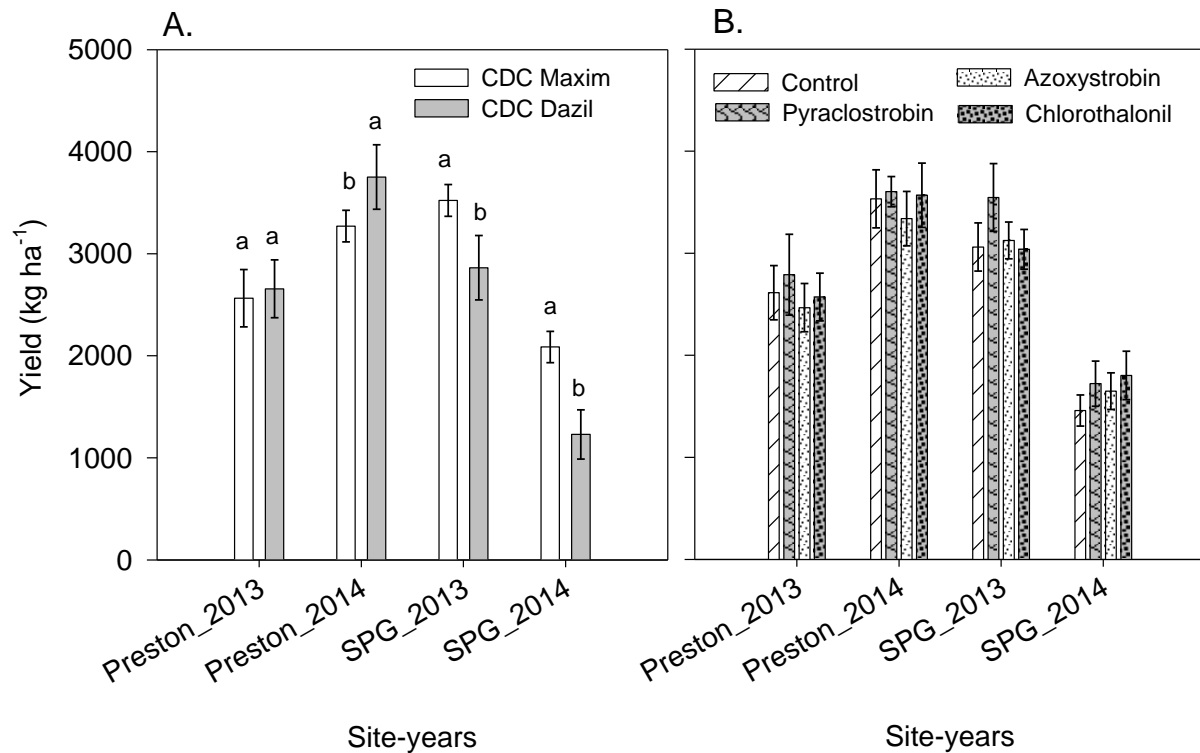 A.
B.
5000
4000
3000
2000
1000
0
Yield (kg ha⁻¹)
CDC Maxim
CDC Dazil
a a
b a
a b
a b
Preston_2013
Preston_2014
SPG_2013
SPG_2014
Site-years
Control Azoxystrobin
Pyraclostrobin Chlorothalonil
Preston_2013
Preston_2014
SPG_2013
SPG_2014
Site-years